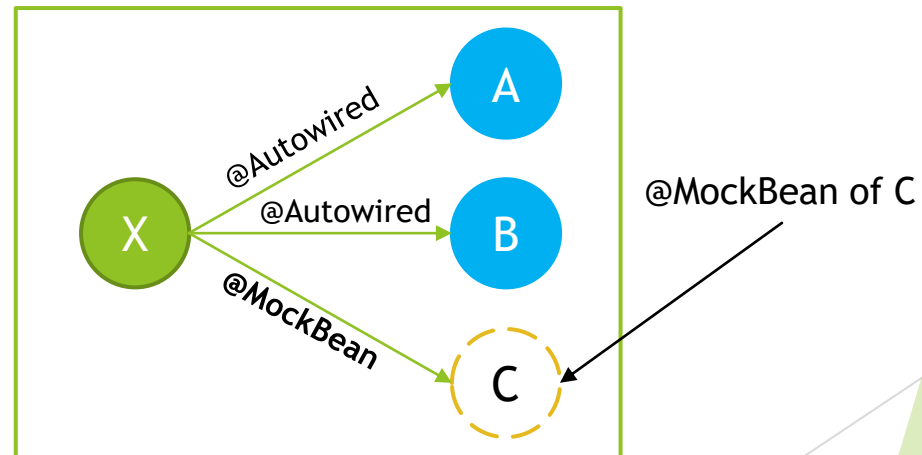 A
@Autowired
@MockBean of C
X
@Autowired
B
@MockBean
C